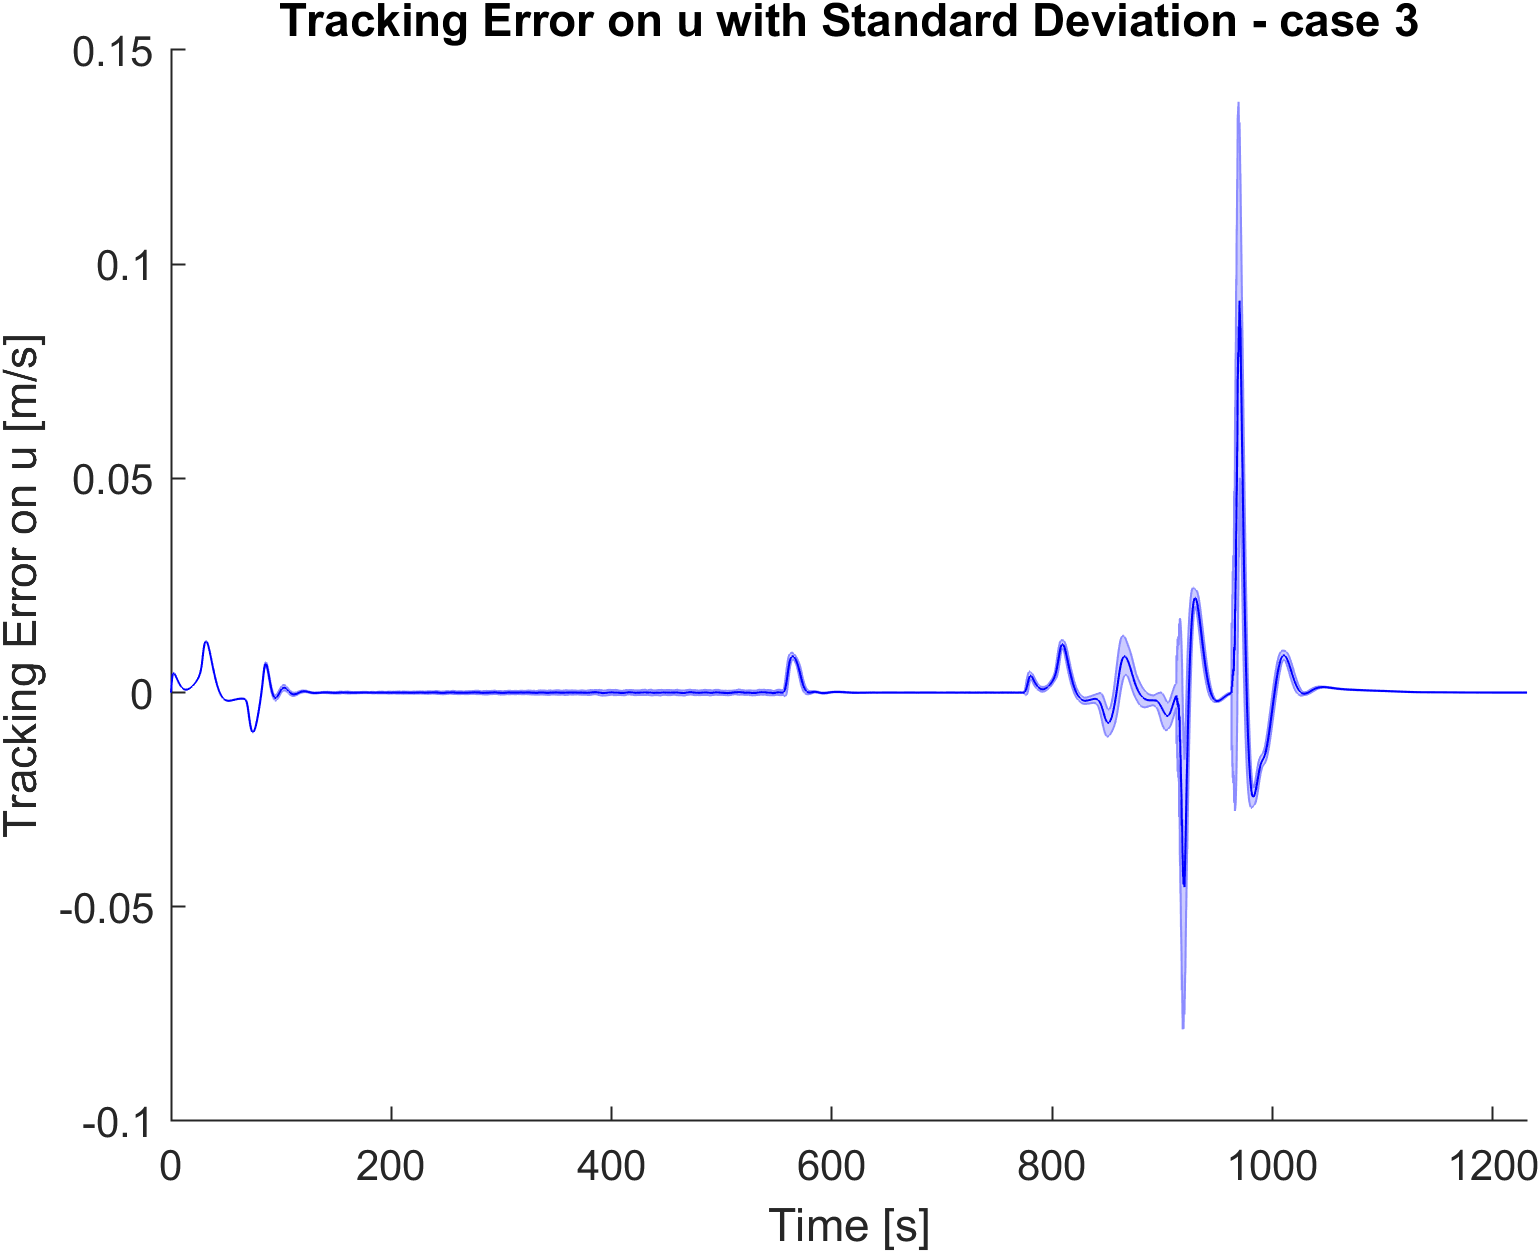 Tracking Error on u with Standard Deviation - case 3
0.15
0.1
0.05
0
-0.05
-0.1
Tracking Error on u [m/s]
0 200 400 600 800 1000 1200
Time [s]